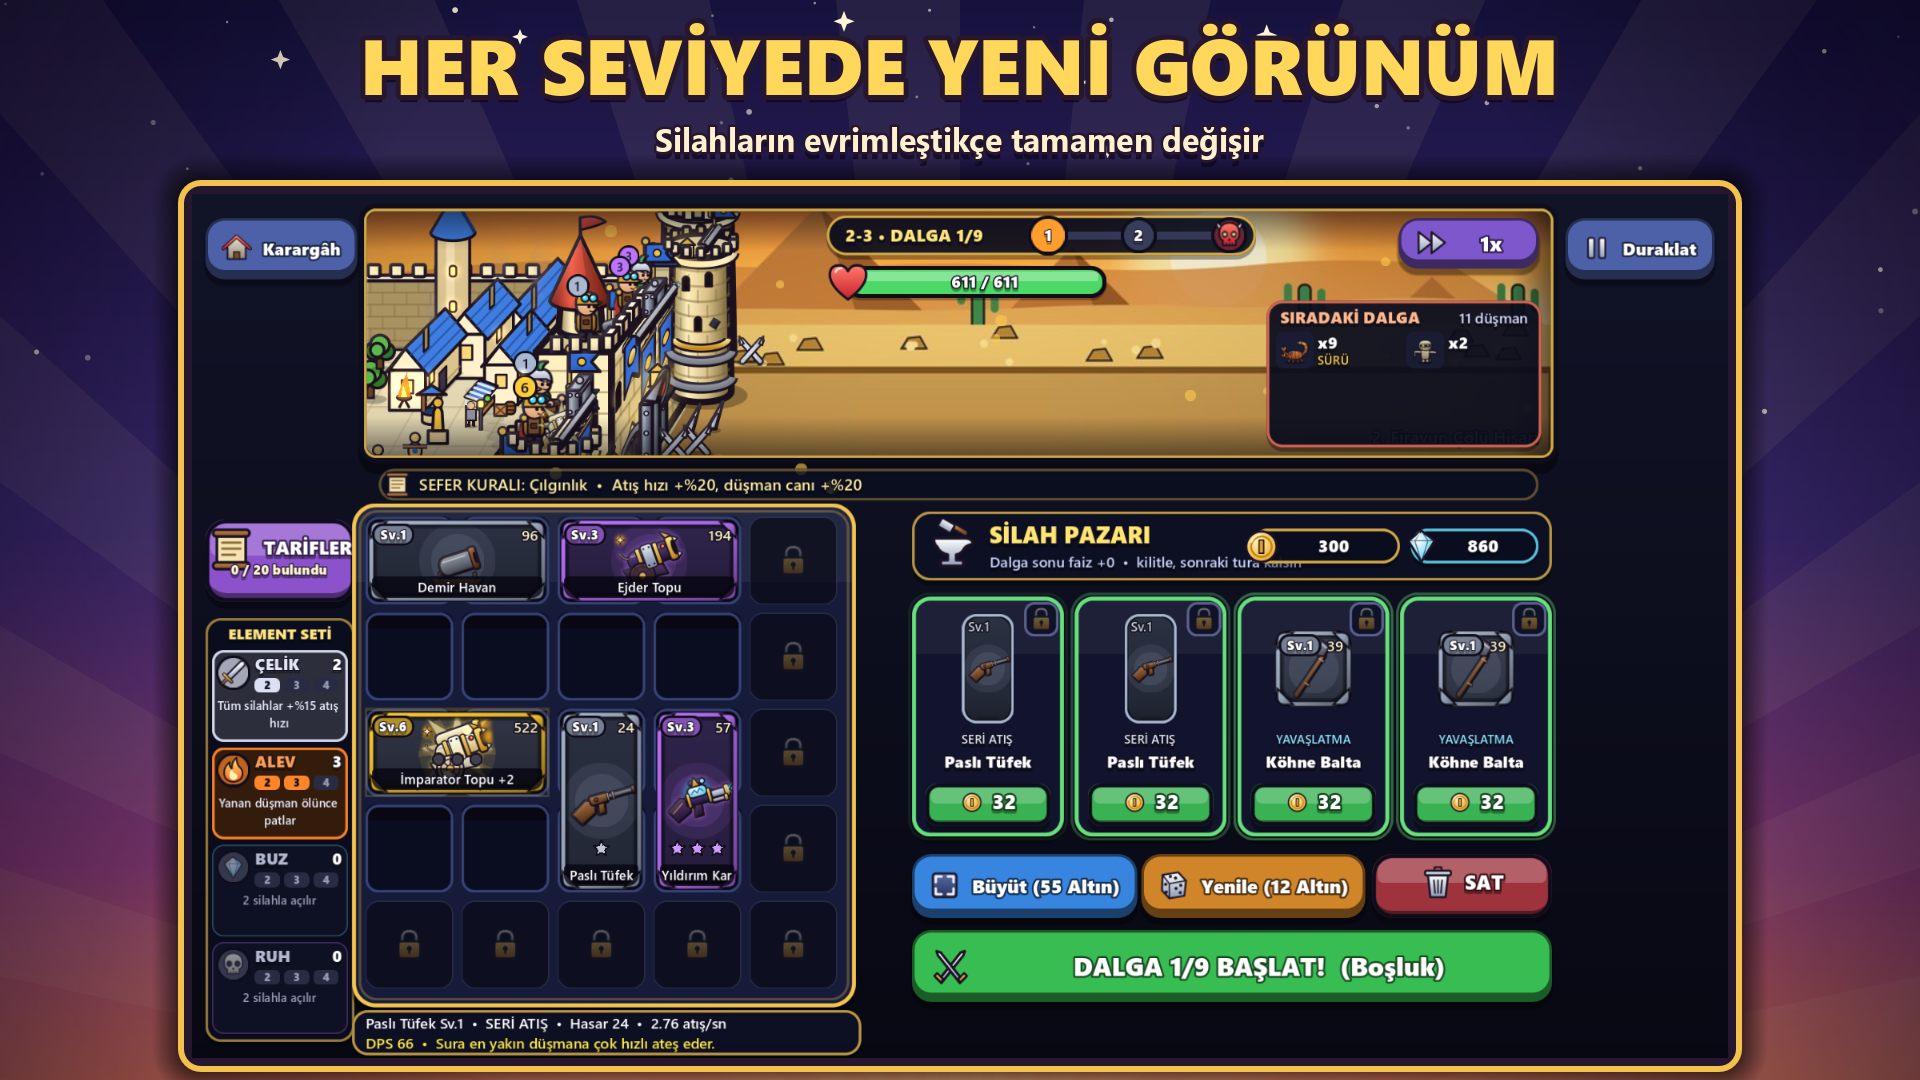 HER SEVİYEDE YENİ GÖRÜNÜM
Silahların evrimleştikçe tamamen değişir
Karargâh
2-3 • DALGA 1/9
1
2
1x
Duraklat
611 / 611
3
3
1
1
6
SIRADAKİ DALGA
11 düşman
x9
SÜRÜ
x2
SEFER KURALI: Çılgınlık • Atış hızı +%20, düşman canı +%20
TARİFLER
0 / 20 bulundu
ELEMENT SETİ
ÇELİK 2
2 3 4
Tüm silahlar +%15 atış
hızı
ALEV 3
2 3 4
Yanan düşman ölünce
patlar
BUZ 0
2 3 4
2 silahla açılır
RUH 0
2 3 4
2 silahla açılır
Sv.1 96
Demir Havan
Sv.3 194
Ejder Topu
Sv.6 522
İmparator Topu +2
Sv.1 24
Paslı Tüfek
Sv.3 57
Yıldırım Kar
Paslı Tüfek Sv.1 • SERİ ATIŞ • Hasar 24 • 2.76 atış/sn
DPS 66 • Sura en yakın düşmana çok hızlı ateş eder.
SİLAH PAZARI
300
860
Dalga sonu faiz +0 • kilitle, sonraki tura kalsın
Sv.1
SERİ ATIŞ
Paslı Tüfek
32
Sv.1
SERİ ATIŞ
Paslı Tüfek
32
Sv.1 39
YAVAŞLATMA
Köhne Balta
32
Sv.1 39
YAVAŞLATMA
Köhne Balta
32
Büyüt (55 Altın)
Yenile (12 Altın)
SAT
DALGA 1/9 BAŞLAT! (Boşluk)